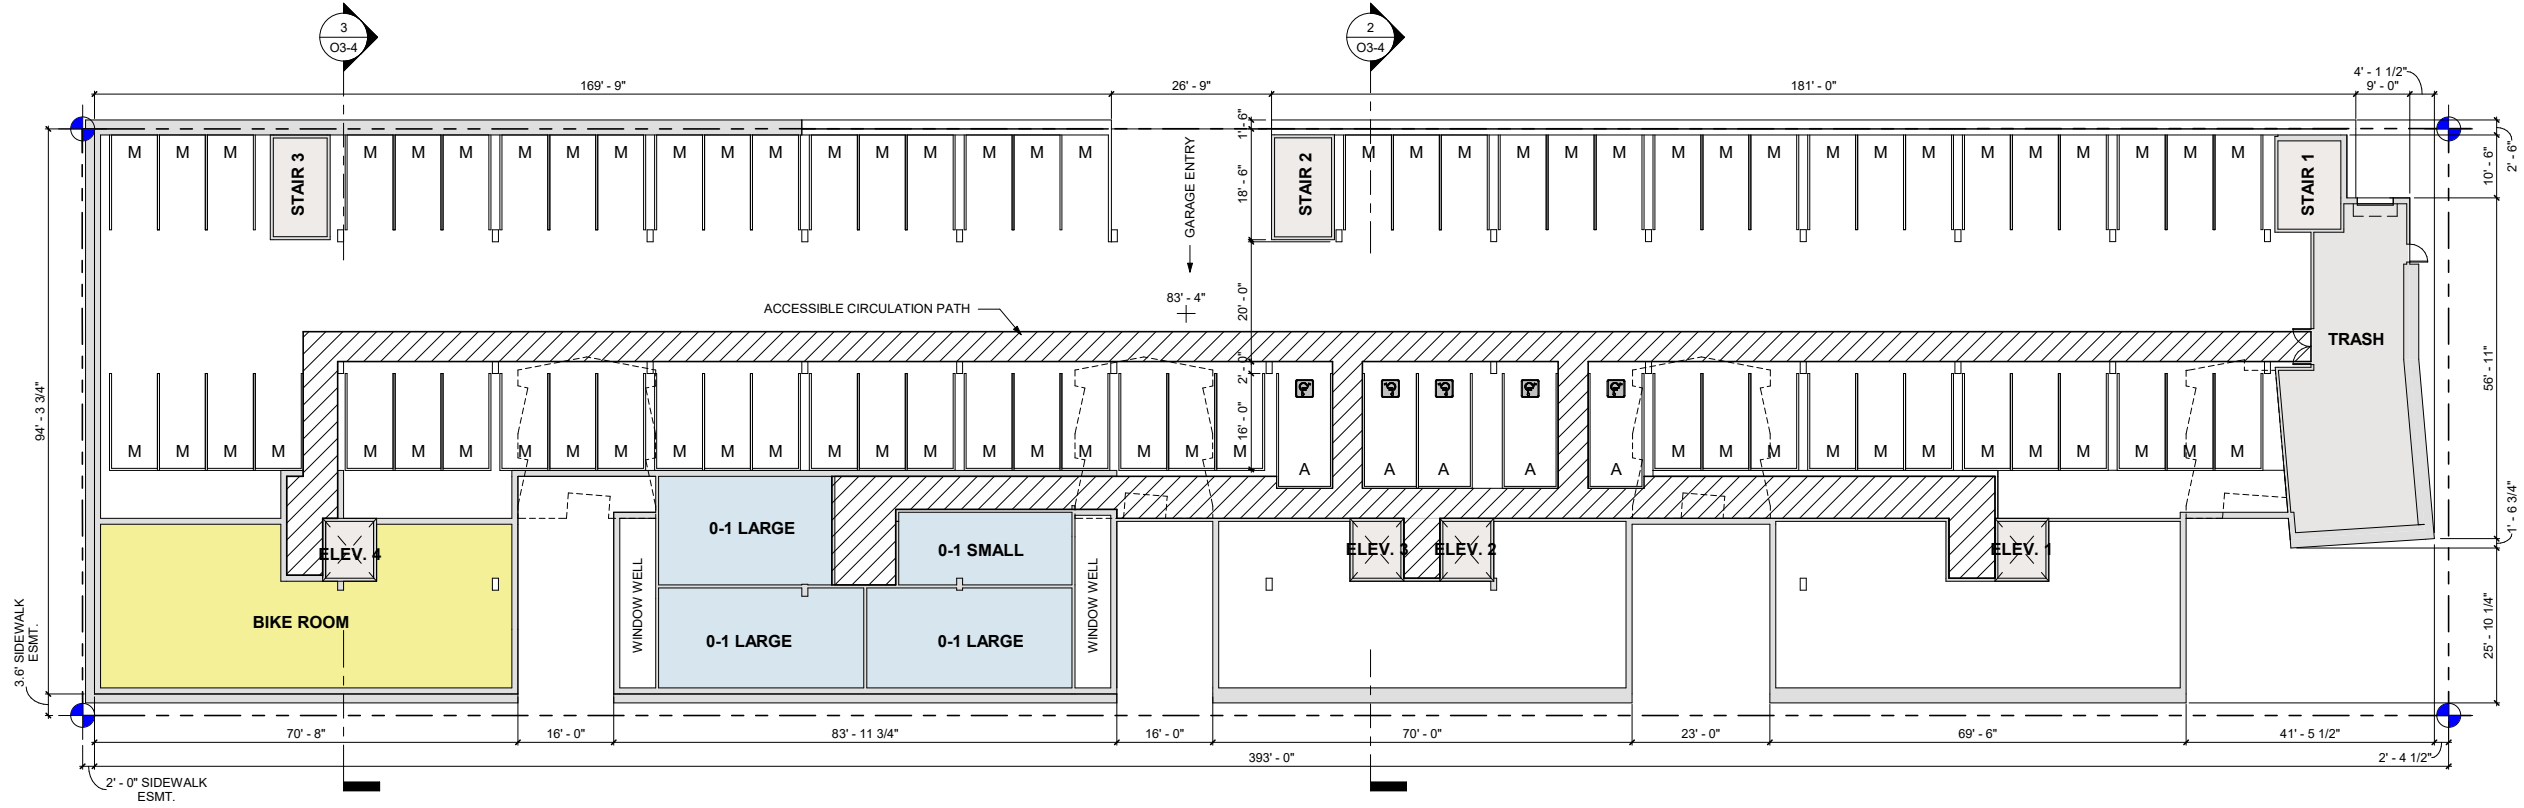 3
O3-4
2
O3-4
169' - 9"
26' - 9"
181' - 0"
4' - 1 1/2"
9' - 0"
1' - 6"
M M M M M M M M M M M M M M M M M M
M M M M M M M M M M M M M M M M M M
STAIR 3
STAIR 2
STAIR 1
GARAGE ENTRY
18' - 6"
10' - 6"
2' - 6"
83' - 4"
20' - 0"
ACCESSIBLE CIRCULATION PATH
TRASH
2' - 0"
16' - 0"
56' - 11"
94' - 3 3/4"
M M M M M M M M M M M M M M M M M M M M M M
M M M M M M M M M M M M
A A A A A
0-1 LARGE
0-1 SMALL
ELEV. 4
ELEV. 3
ELEV. 2
ELEV. 1
1' - 6 3/4"
WINDOW WELL
WINDOW WELL
BIKE ROOM
0-1 LARGE
0-1 LARGE
25' - 10 1/4"
3.6' SIDEWALK
ESMT.
70' - 8"
16' - 0"
83' - 11 3/4"
16' - 0"
70' - 0"
23' - 0"
69' - 6"
41' - 5 1/2"
393' - 0"
2' - 4 1/2"
2' - 0" SIDEWALK
ESMT.